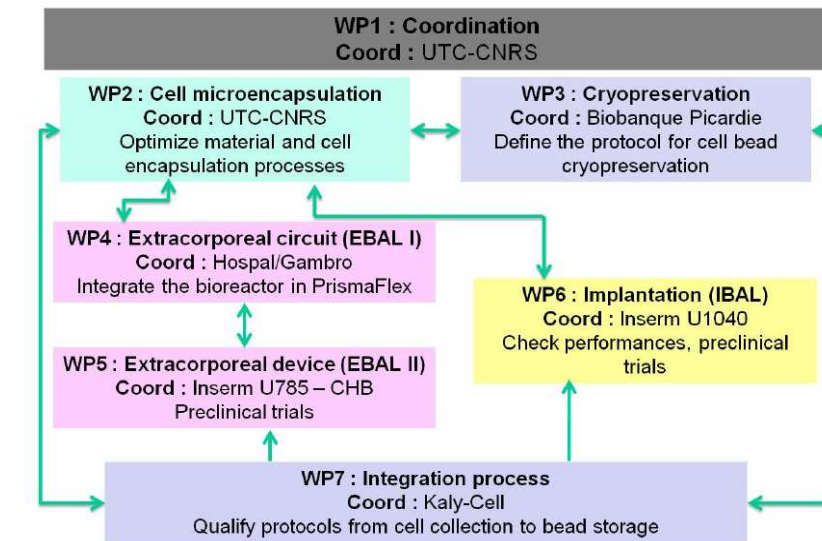 WP1 : Coordination
Coord : UTC-CNRS
WP2 : Cell microencapsulation
Coord : UTC-CNRS
Optimize material and cell
encapsulation processes
WP3 : Cryopreservation
Coord : Biobanque Picardie
Define the protocol for cell bead
cryopreservation
WP4 : Extracorporeal circuit (EBAL I)
Coord : Hospal/Gambro
Integrate the bioreactor in PrismaFlex
WP6 : Implantation (IBAL)
Coord : Inserm U1040
Check performances, preclinical
trials
WP5 : Extracorporeal device (EBAL II)
Coord : Inserm U785 – CHB
Preclinical trials
WP7 : Integration process
Coord : Kaly-Cell
Qualify protocols from cell collection to bead storage